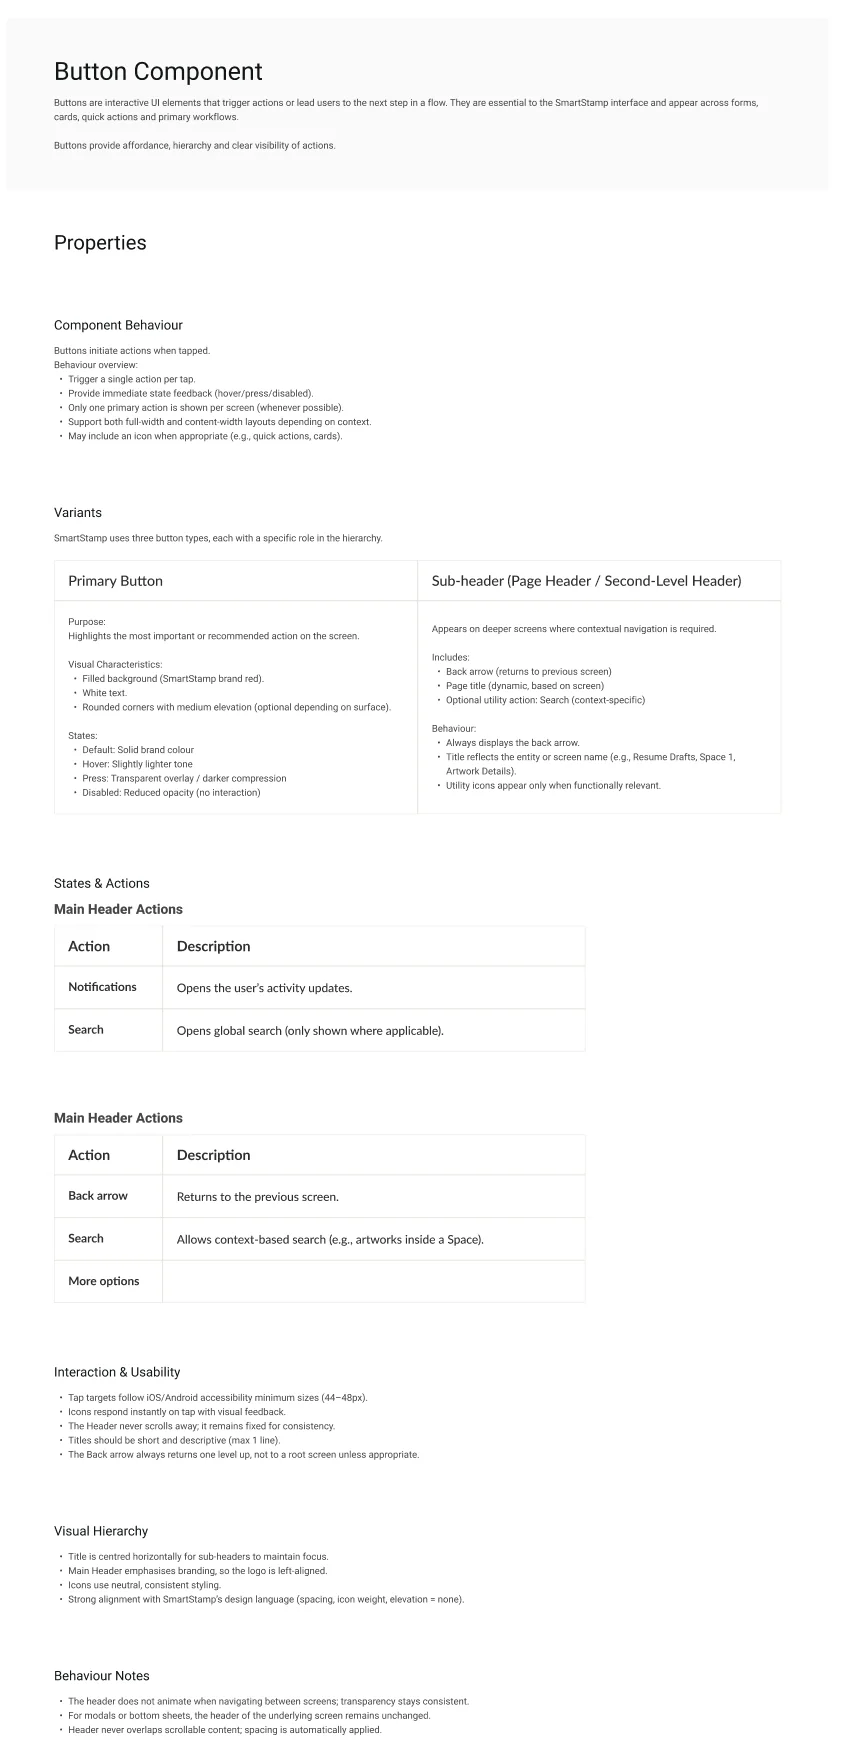 Button Component
Buttons are interactive UI elements that trigger actions or lead users to the next step in a flow. They are essential to the SmartStamp interface and appear across forms,
cards, quick actions and primary workflows.
Buttons provide affordance, hierarchy and clear visibility of actions.
Properties
Component Behaviour
Buttons initiate actions when tapped.
Behaviour overview:
• Trigger a single action per tap.
• Provide immediate state feedback (hover/press/disabled).
• Only one primary action is shown per screen (whenever possible).
• Support both full-width and content-width layouts depending on context.
• May include an icon when appropriate (e.g., quick actions, cards).
Variants
SmartStamp uses three button types, each with a specific role in the hierarchy.
Primary Button
Purpose:
Highlights the most important or recommended action on the screen.
Visual Characteristics:
• Filled background (SmartStamp brand red).
• White text.
• Rounded corners with medium elevation (optional depending on surface).
States:
• Default: Solid brand colour
• Hover: Slightly lighter tone
• Press: Transparent overlay / darker compression
• Disabled: Reduced opacity (no interaction)
Sub-header (Page Header / Second-Level Header)
Appears on deeper screens where contextual navigation is required.
Includes:
• Back arrow (returns to previous screen)
• Page title (dynamic, based on screen)
• Optional utility action: Search (context-specific)
Behaviour:
• Always displays the back arrow.
• Title reflects the entity or screen name (e.g., Resume Drafts, Space 1,
Artwork Details).
• Utility icons appear only when functionally relevant.
States & Actions
Main Header Actions
Action Description
Notifications Opens the user's activity updates.
Search Opens global search (only shown where applicable).
Main Header Actions
Action Description
Back arrow Returns to the previous screen.
Search Allows context-based search (e.g., artworks inside a Space).
More options
Interaction & Usability
• Tap targets follow iOS/Android accessibility minimum sizes (44–48px).
• Icons respond instantly on tap with visual feedback.
• The Header never scrolls away; it remains fixed for consistency.
• Titles should be short and descriptive (max 1 line).
• The Back arrow always returns one level up, not to a root screen unless appropriate.
Visual Hierarchy
• Title is centred horizontally for sub-headers to maintain focus.
• Main Header emphasises branding, so the logo is left-aligned.
• Icons use neutral, consistent styling.
• Strong alignment with SmartStamp's design language (spacing, icon weight, elevation = none).
Behaviour Notes
• The header does not animate when navigating between screens; transparency stays consistent.
• For modals or bottom sheets, the header of the underlying screen remains unchanged.
• Header never overlaps scrollable content; spacing is automatically applied.